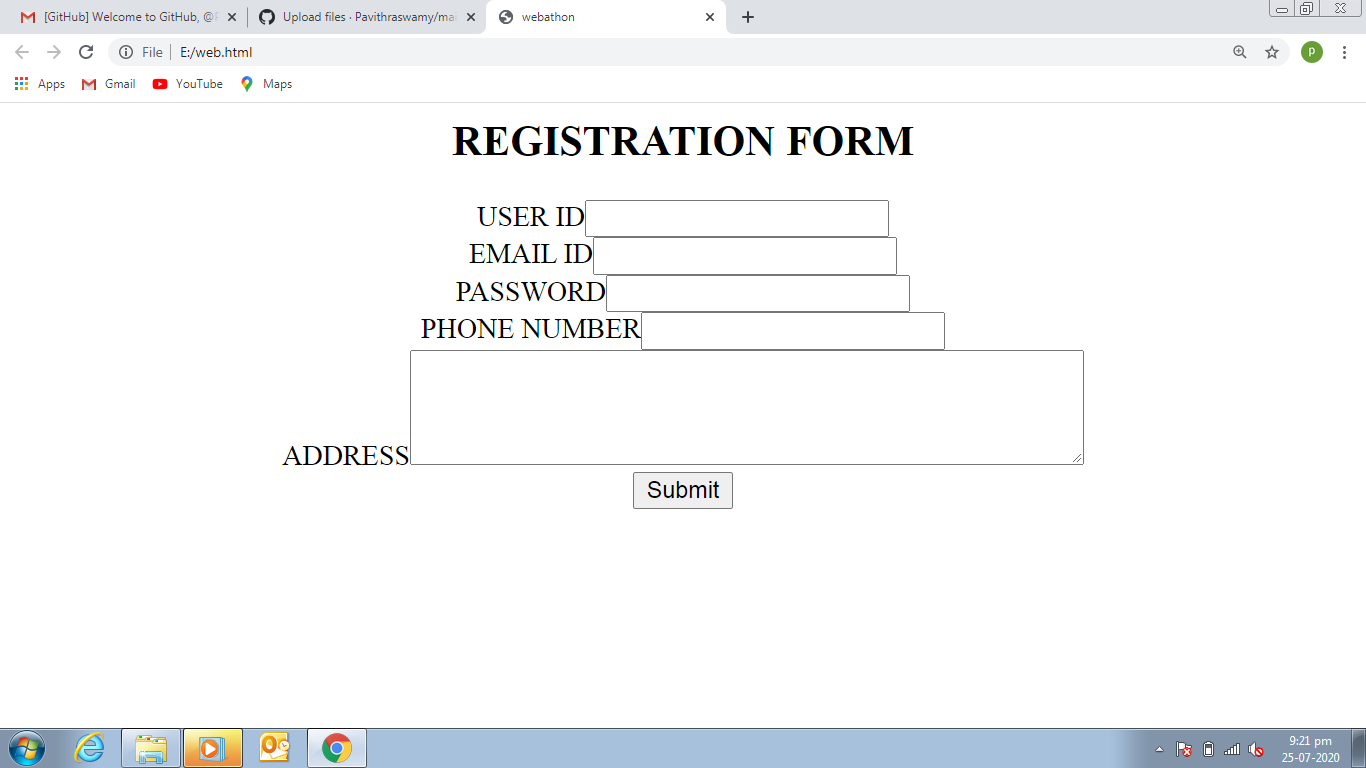 [GitHub] Welcome to GitHub, @
Upload files · Pavithraswamy/ma
webathon
File
E:/web.html
p
Apps
Gmail
YouTube
Maps
REGISTRATION FORM
USER ID
EMAIL ID
PASSWORD
PHONE NUMBER
ADDRESS
Submit
9:21 pm
25-07-2020